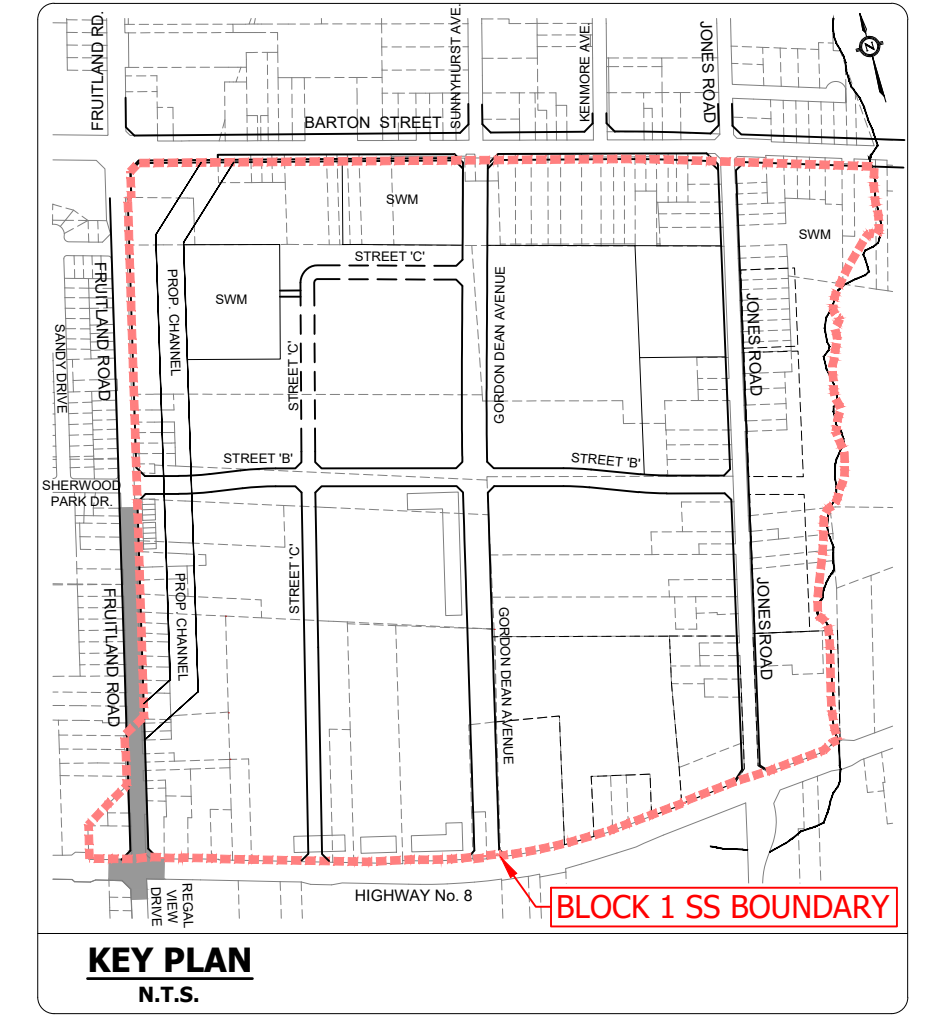 FRUITLAND RD.
SUNNYHURST AVE.
KENMORE AVE.
JONES ROAD
N
BARTON STREET
SWM
SWM
STREET 'C'
SWM
PROP. CHANNEL
FRUITLAND ROAD
SANDY DRIVE
STREET 'C'
GORDON DEAN AVENUE
JONES ROAD
STREET 'B'
STREET 'B'
SHERWOOD
PARK DR.
STREET 'C'
PROP. CHANNEL
FRUITLAND ROAD
GORDON DEAN AVENUE
JONES ROAD
REGAL
VIEW
DRIVE
HIGHWAY No. 8
BLOCK 1 SS BOUNDARY
KEY PLAN
N.T.S.